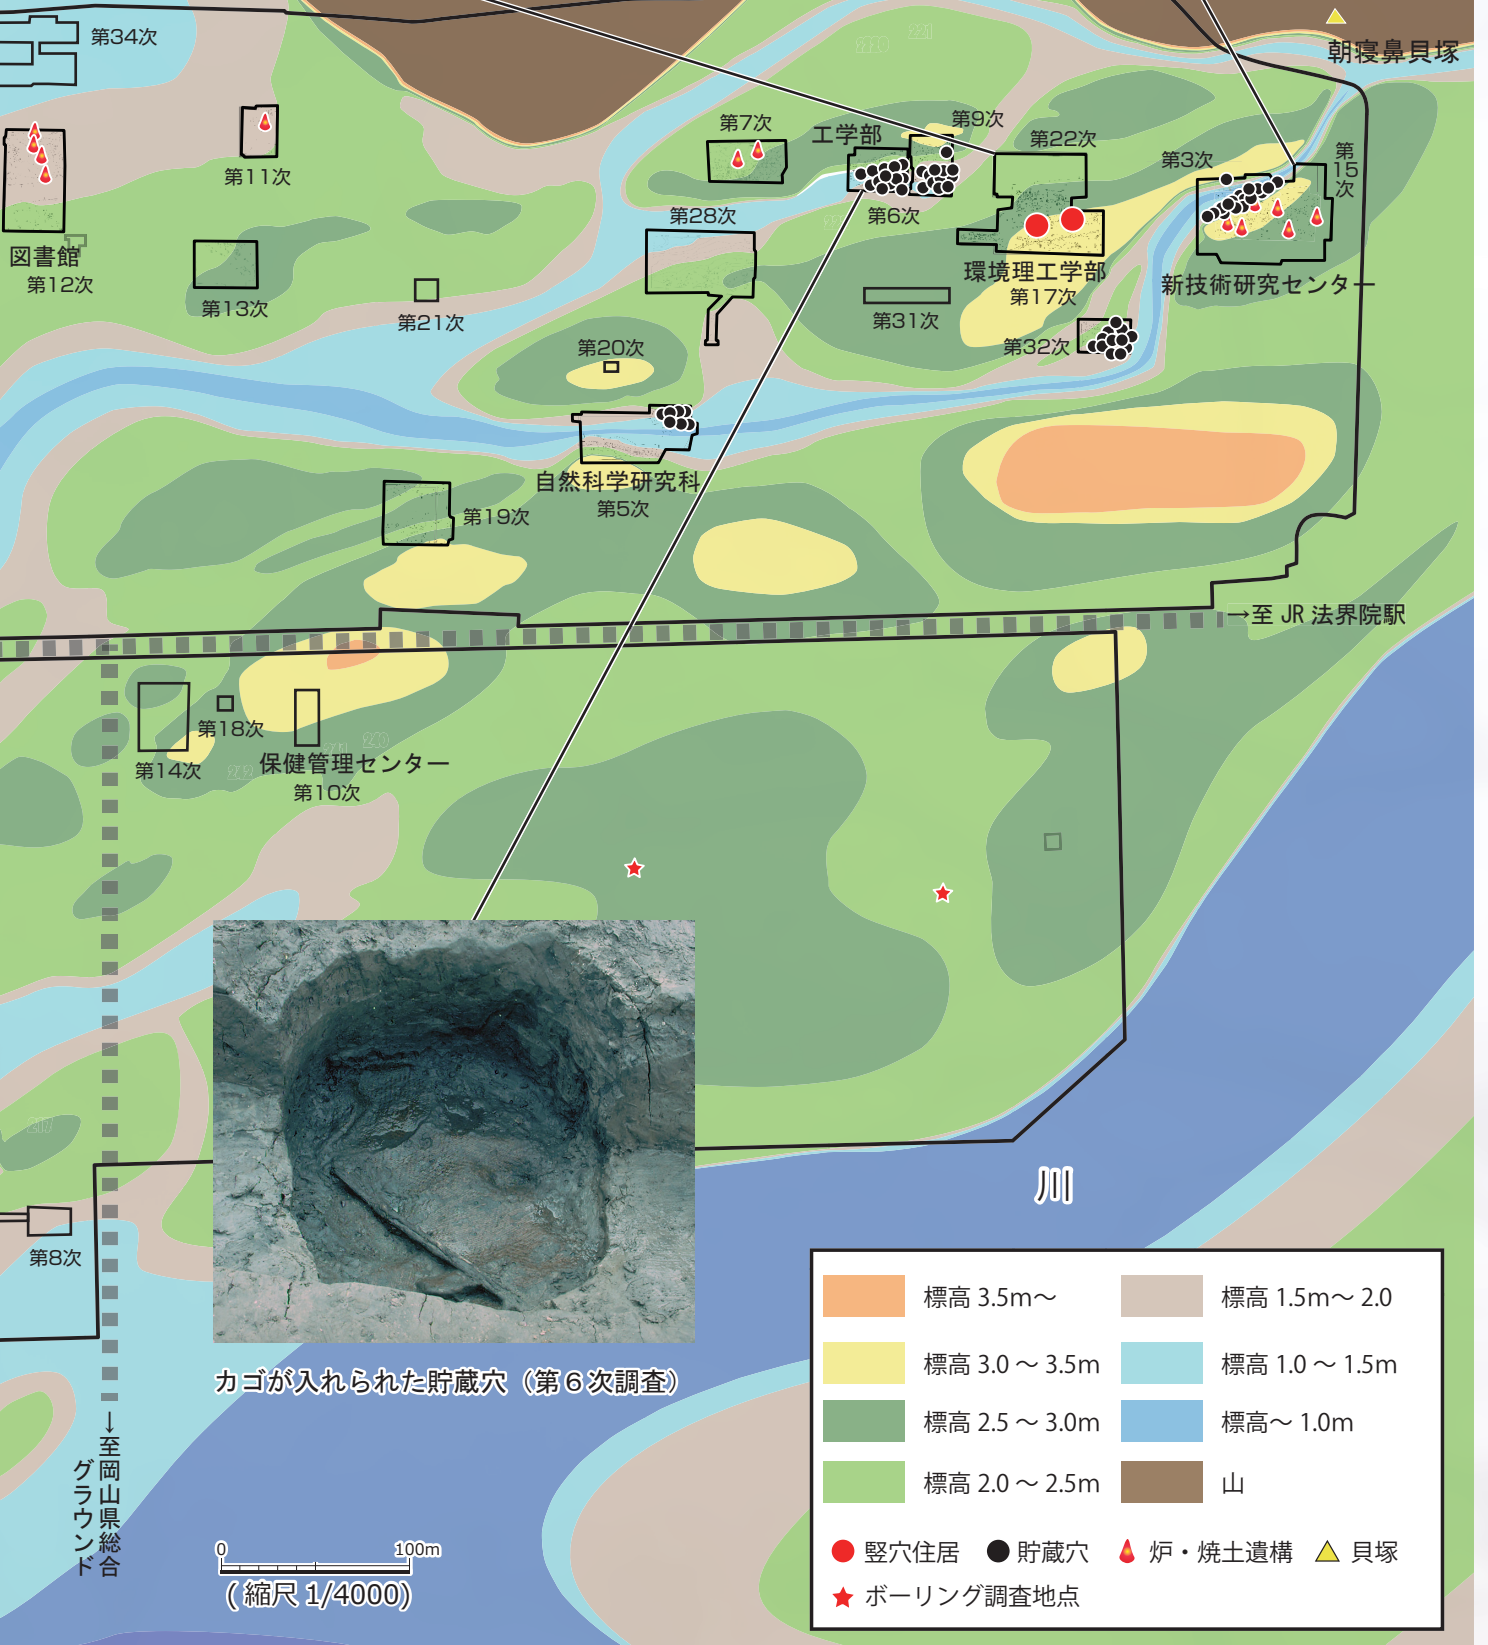 第34次
朝寝鼻貝塚
第11次
第7次
工学部
第9次
第22次
第3次
第15次
図書館
第12次
第13次
第21次
第28次
第6次
環境理工学部
第17次
新技術研究センター
第31次
第32次
第20次
自然科学研究科
第5次
第19次
→至 JR 法界院駅
第14次
第18次
保健管理センター
第10次
第8次
川
カゴが入れられた貯蔵穴（第６次調査）
→至岡山県総合
グラウンド
0 100m
( 縮尺 1/4000)
標高 3.5m～
標高 1.5m～ 2.0
標高 3.0 ～ 3.5m
標高 1.0 ～ 1.5m
標高 2.5 ～ 3.0m
標高～ 1.0m
標高 2.0 ～ 2.5m
山
竪穴住居
貯蔵穴
炉・焼土遺構
貝塚
ボーリング調査地点